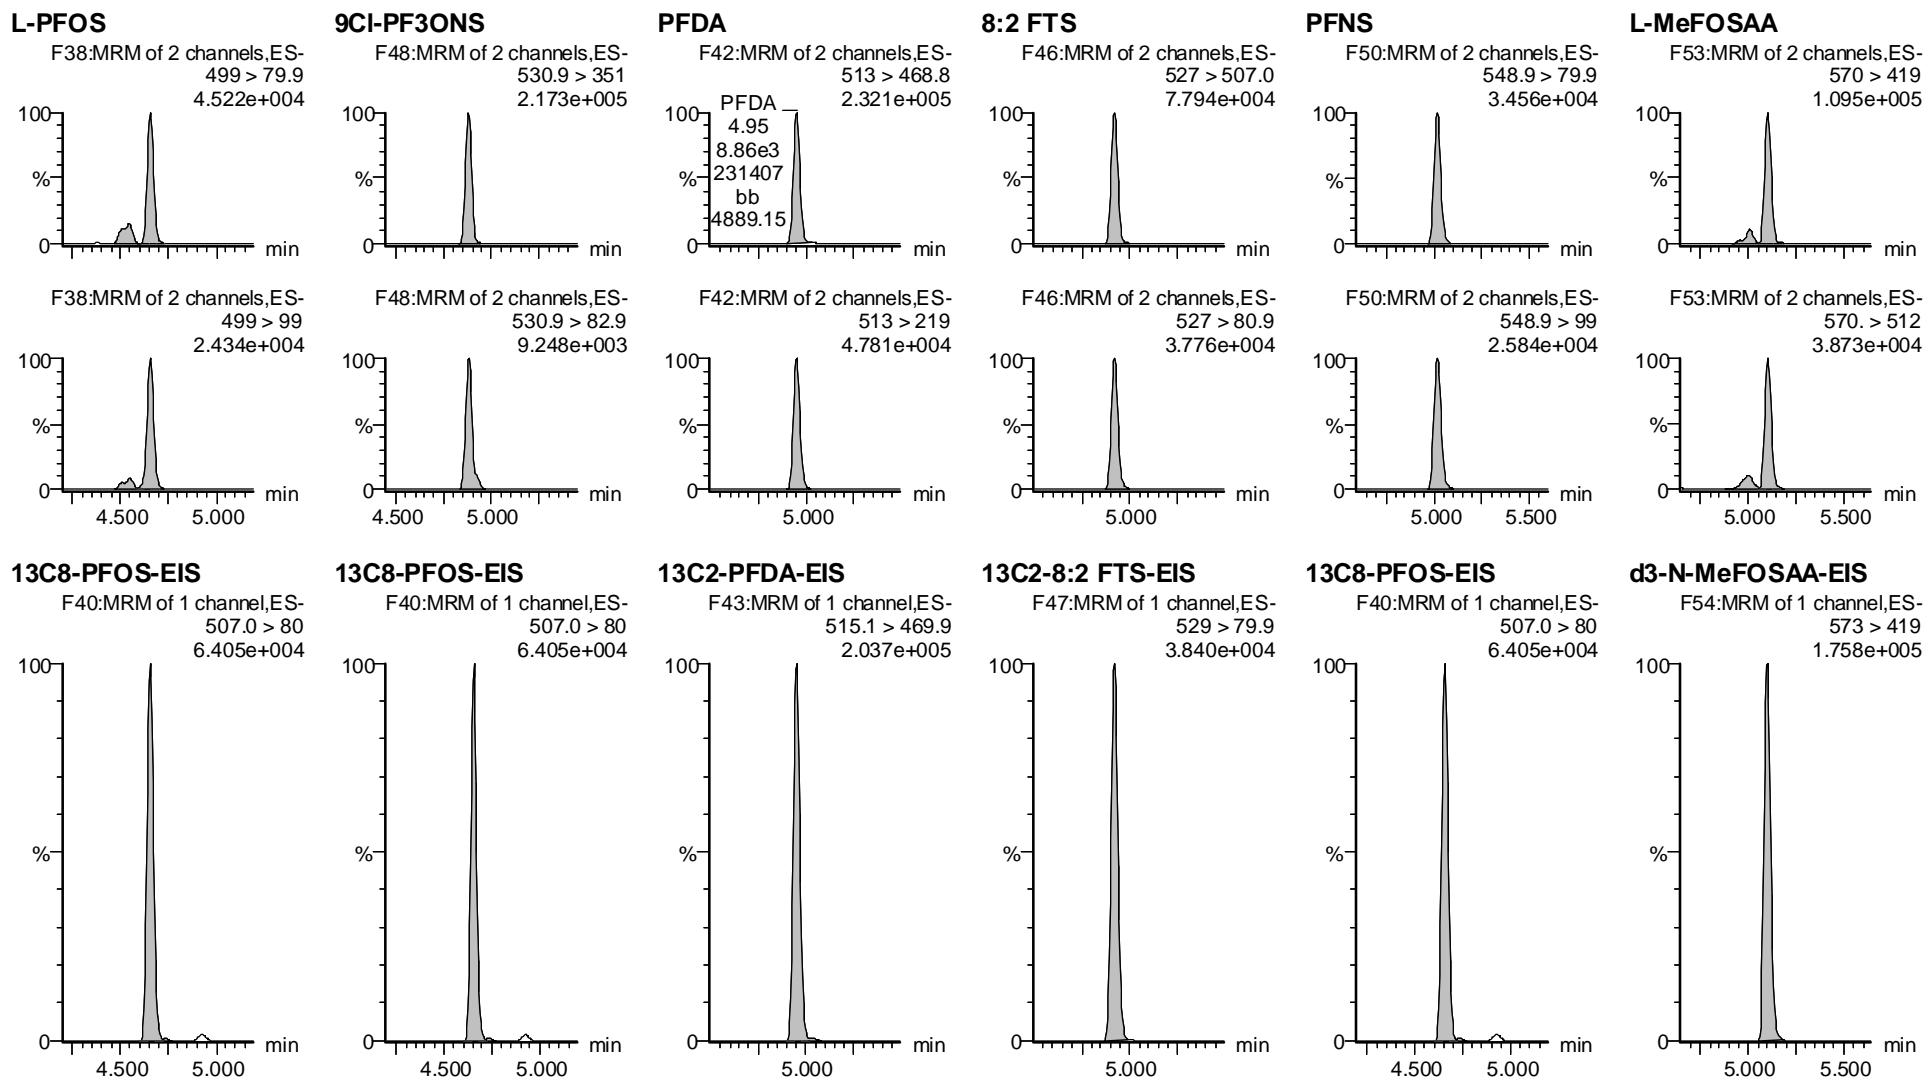 L-PFOS
F38:MRM of 2 channels,ES-
499 > 79.9
4.522e+004
100
%
0
min
9Cl-PF3ONS
F48:MRM of 2 channels,ES-
530.9 > 351
2.173e+005
100
%
0
min
PFDA
F42:MRM of 2 channels,ES-
513 > 468.8
2.321e+005
100
PFDA
4.95
8.86e3
231407
bb
4889.15
%
0
min
8:2 FTS
F46:MRM of 2 channels,ES-
527 > 507.0
7.794e+004
100
%
0
min
PFNS
F50:MRM of 2 channels,ES-
548.9 > 79.9
3.456e+004
100
%
0
min
L-MeFOSAA
F53:MRM of 2 channels,ES-
570 > 419
1.095e+005
100
%
0
min
F38:MRM of 2 channels,ES-
499 > 99
2.434e+004
100
%
0
min
4.500 5.000
F48:MRM of 2 channels,ES-
530.9 > 82.9
9.248e+003
100
%
0
min
4.500 5.000
F42:MRM of 2 channels,ES-
513 > 219
4.781e+004
100
%
0
min
5.000
F46:MRM of 2 channels,ES-
527 > 80.9
3.776e+004
100
%
0
min
5.000
F50:MRM of 2 channels,ES-
548.9 > 99
2.584e+004
100
%
0
min
5.000 5.500
F53:MRM of 2 channels,ES-
570. > 512
3.873e+004
100
%
0
min
5.000 5.500
13C8-PFOS-EIS
F40:MRM of 1 channel,ES-
507.0 > 80
6.405e+004
100
%
0
min
4.500 5.000
13C8-PFOS-EIS
F40:MRM of 1 channel,ES-
507.0 > 80
6.405e+004
100
%
0
min
4.500 5.000
13C2-PFDA-EIS
F43:MRM of 1 channel,ES-
515.1 > 469.9
2.037e+005
100
%
0
min
5.000
13C2-8:2 FTS-EIS
F47:MRM of 1 channel,ES-
529 > 79.9
3.840e+004
100
%
0
min
5.000
13C8-PFOS-EIS
F40:MRM of 1 channel,ES-
507.0 > 80
6.405e+004
100
%
0
min
4.500 5.000
d3-N-MeFOSAA-EIS
F54:MRM of 1 channel,ES-
573 > 419
1.758e+005
100
%
0
min
5.000 5.500